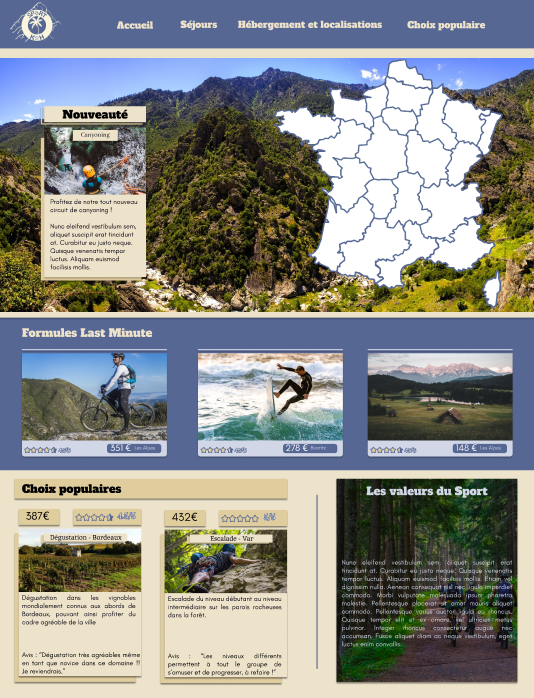 Accueil
Séjours
Hébergement et localisations
Choix populaire
Nouveauté
Canyoning
Profitez de notre tout nouveau
circuit de canyoning !
Nunc eleifend vestibulum sem,
aliquet suscipit erat tincidunt
at. Curabitur eu justo neque.
Quisque venenatis tempor
luctus. Aliquam euismod
facilisis mollis.
Formules Last Minute
351 € Les Alpes
278 € Biarritz
148 € Les Alpes
Choix populaires
387€
Dégustation - Bordeaux
Dégustation dans les vignobles
mondialement connus aux abords de
Bordeaux, pouvant ainsi profiter du
cadre agréable de la ville
Avis : "Dégustation très agréables même
en tant que novice dans ce domaine !!
Je reviendrais."
432€
Escalade - Var
Escalade du niveau débutant au niveau
intermédiaire sur les parois rocheuses
dans la forêt.
Avis : "Les niveaux différents
permettent à tout le groupe de
s'amuser et de progresser, à refaire !"
Les valeurs du Sport
Nunc eleifend vestibulum sem, aliquet suscipit erat
tincidunt at. Curabitur eu justo neque. Quisque venenatis
tempor luctus. Aliquam euismod facilisis mollis. Etiam vel
dignissim nulla. Aenean consequat nisl nec ligula imperdiet
commodo. Morbi vulputate malesuada ipsum pharetra
molestie. Pellentesque placerat sit amet mauris aliquet
commodo. Pellentesque varius auctor ligula eu rhoncus.
Quisque tempor elit et ex ornare, vel ultricies metus
pulvinar. Integer rhoncus consectetur augue nec
accumsan. Fusce aliquet diam ac neque vestibulum, eget
luctus enim convallis.